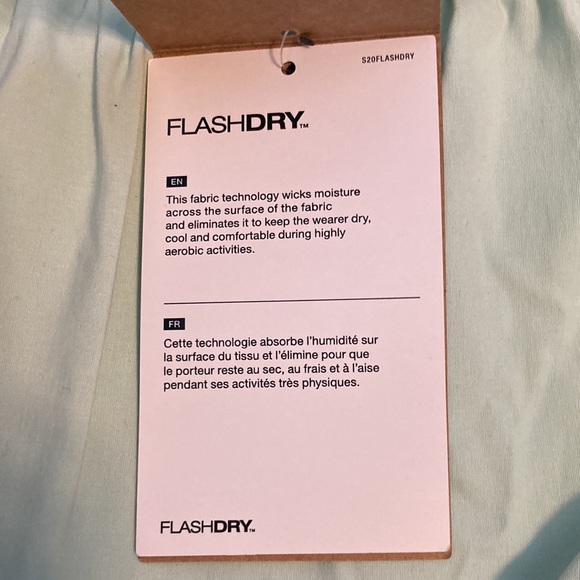 S20FLASHDRY
FLASHDRY™
EN
This fabric technology wicks moisture
across the surface of the fabric
and eliminates it to keep the wearer dry,
cool and comfortable during highly
aerobic activities.
FR
Cette technologie absorbe l'humidité sur
la surface du tissu et l'élimine pour que
le porteur reste au sec, au frais et à l'aise
pendant ses activités très physiques.
FLASHDRY™